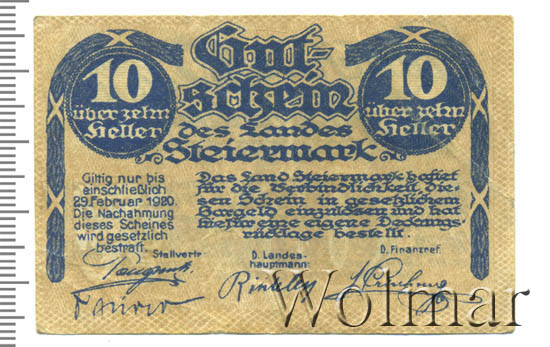 Gut-
schein
10
über zehn
Heller
10
über zehn
Heller
des Landes
Steiermark
Giltig nur bis
einschließlich
29. Februar 1920.
Die Nachahmung
dieses Scheines
wird gesetzlich
bestraft.
Das Land Steiermark haftet
für die Verbindlichkeit, die-
sen Schein in gesetzlichem
Bargeld einzulösen und hat
hiefür eine eigene Deckungs-
rücklage bestellt.
Stellvertr:
D. Landes-
hauptmann:
D. Finanzref.
Rintelen
Wolmar